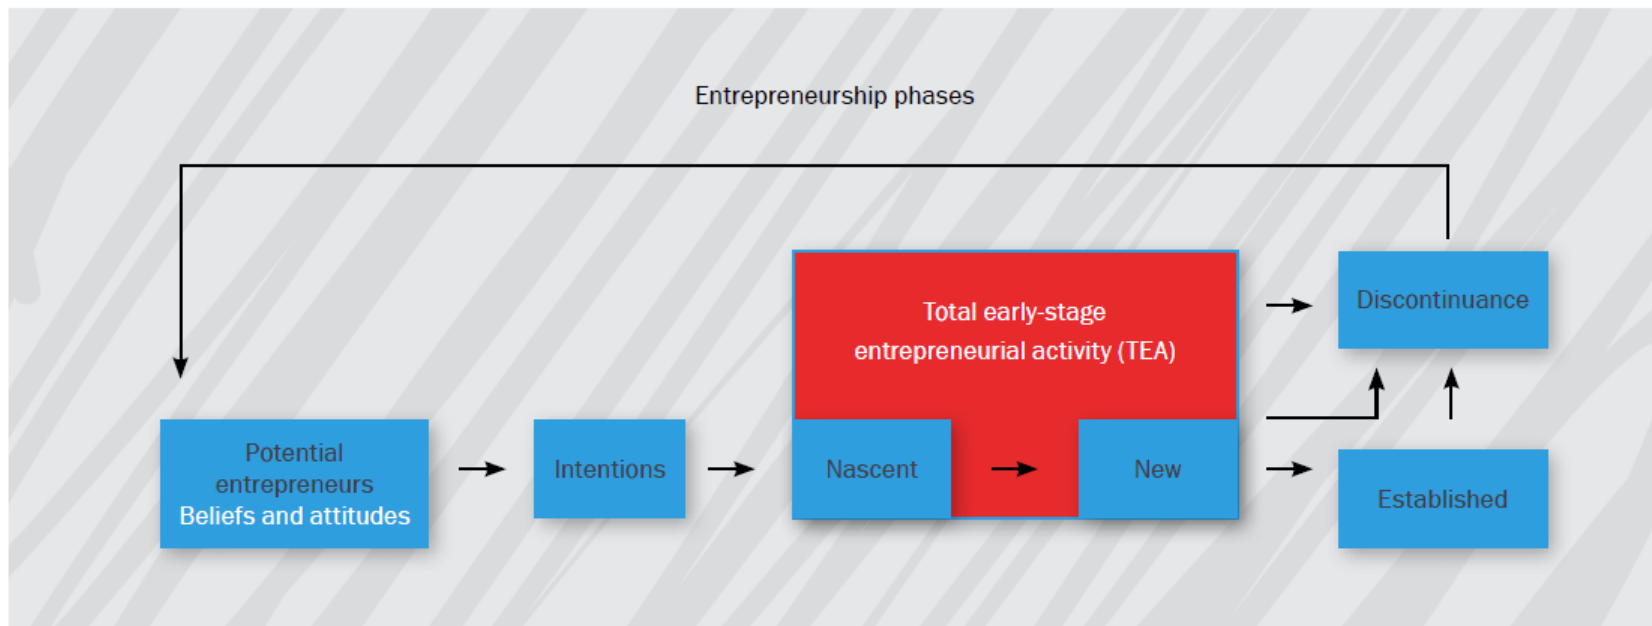 Entrepreneurship phases
Total early-stage
entrepreneurial activity (TEA)
Discontinuance
Potential
entrepreneurs
Beliefs and attitudes
Intentions
Nascent
New
Established